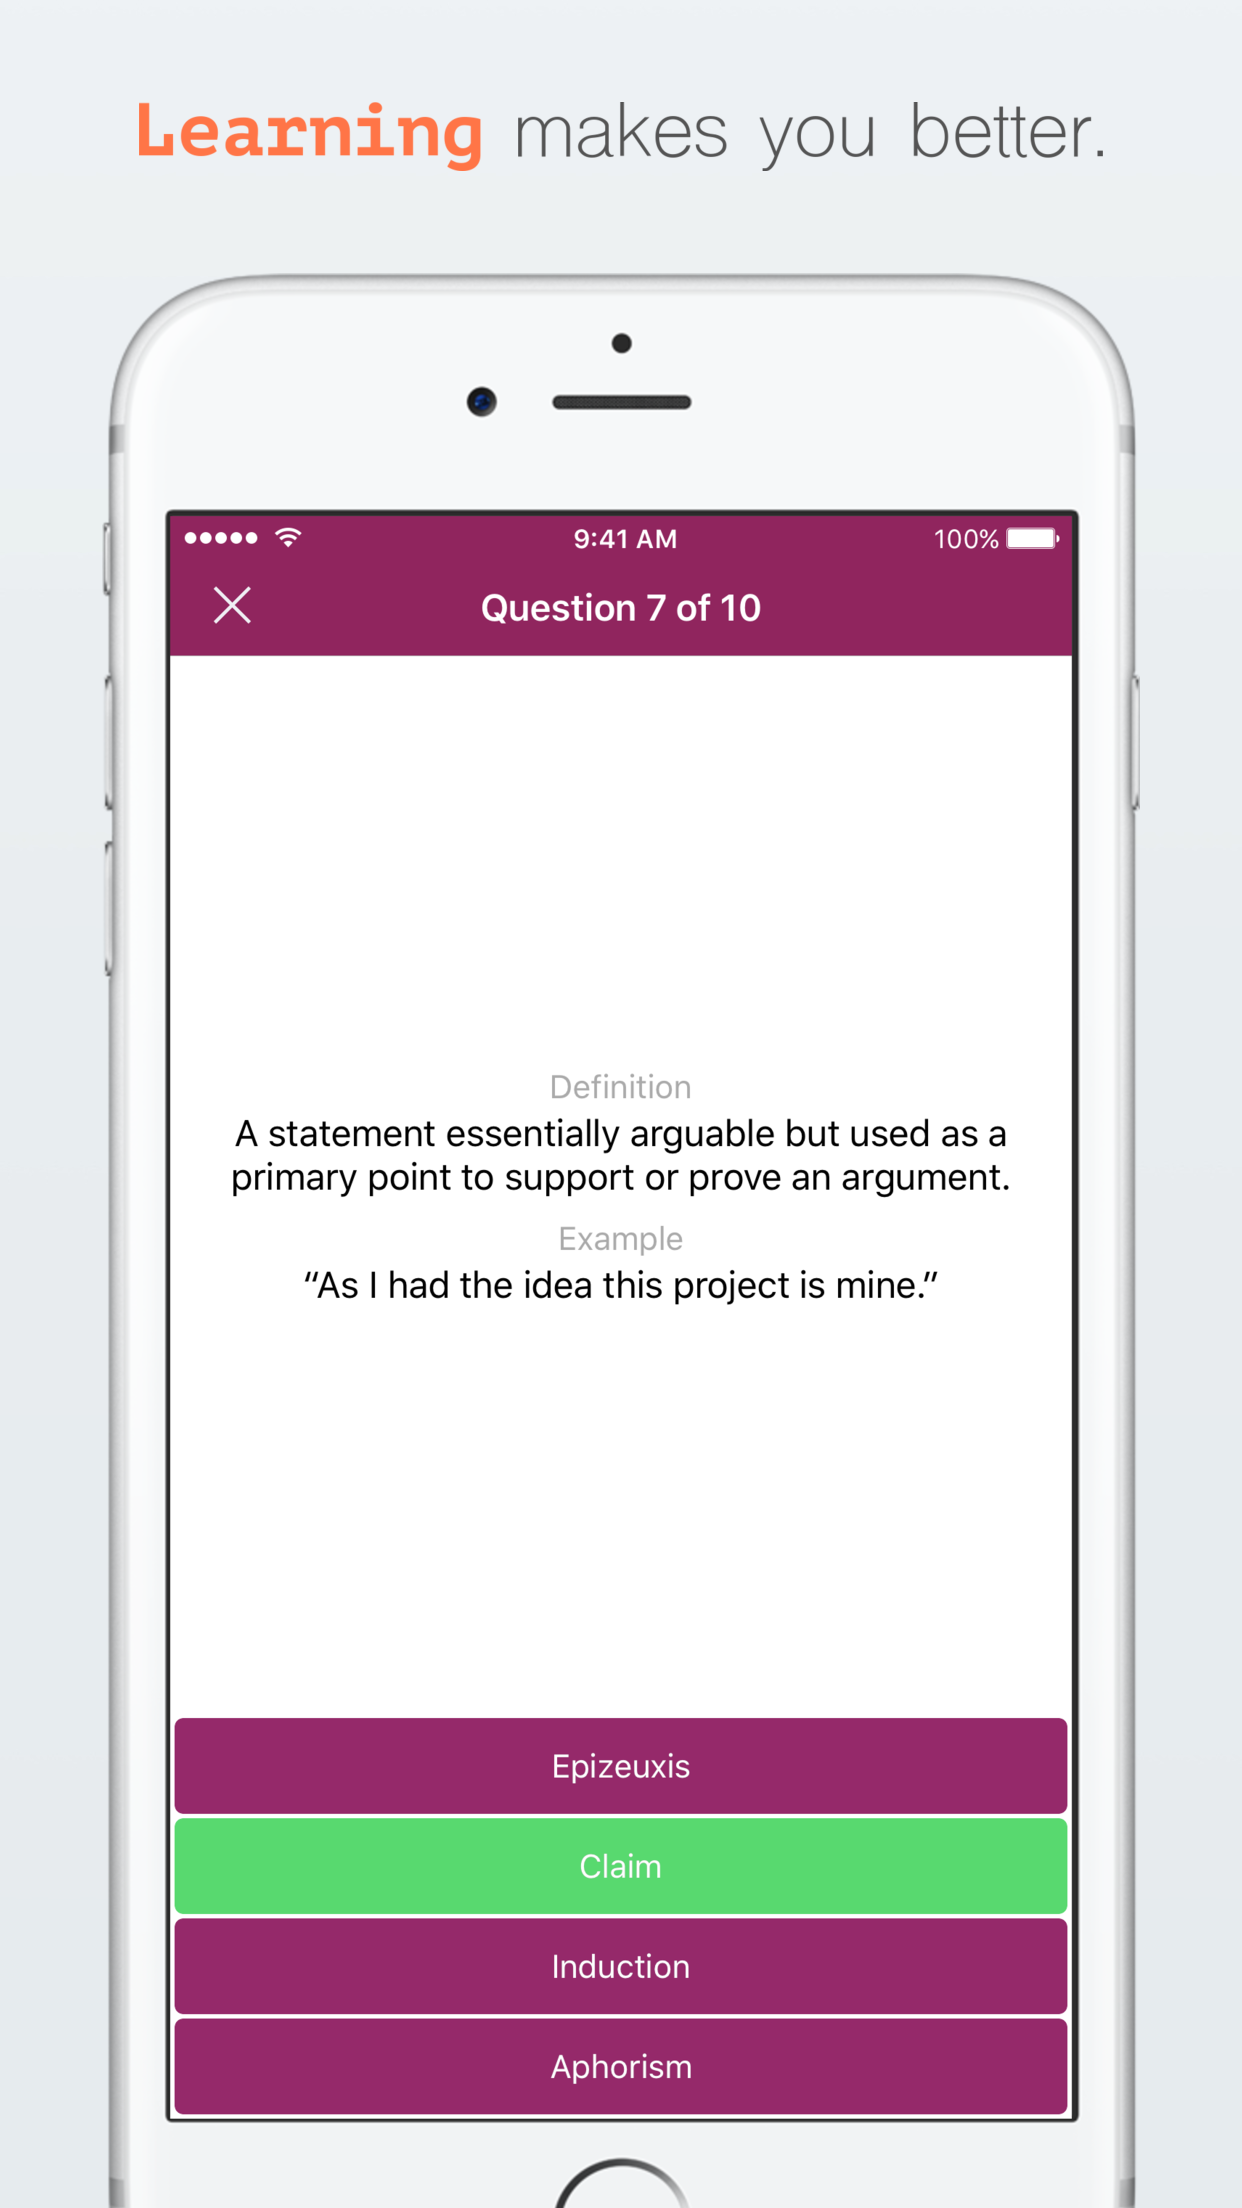 Learning makes you better.
9:41 AM
100%
Question 7 of 10
Definition
A statement essentially arguable but used as a
primary point to support or prove an argument.
Example
“As I had the idea this project is mine.”
Epizeuxis
Claim
Induction
Aphorism